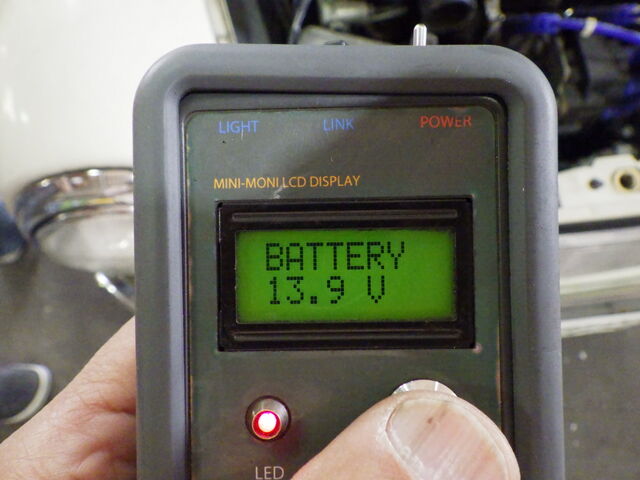 LIGHT LINK POWER
MINI-MONI LCD DISPLAY
BATTERY
13.9 V
LED